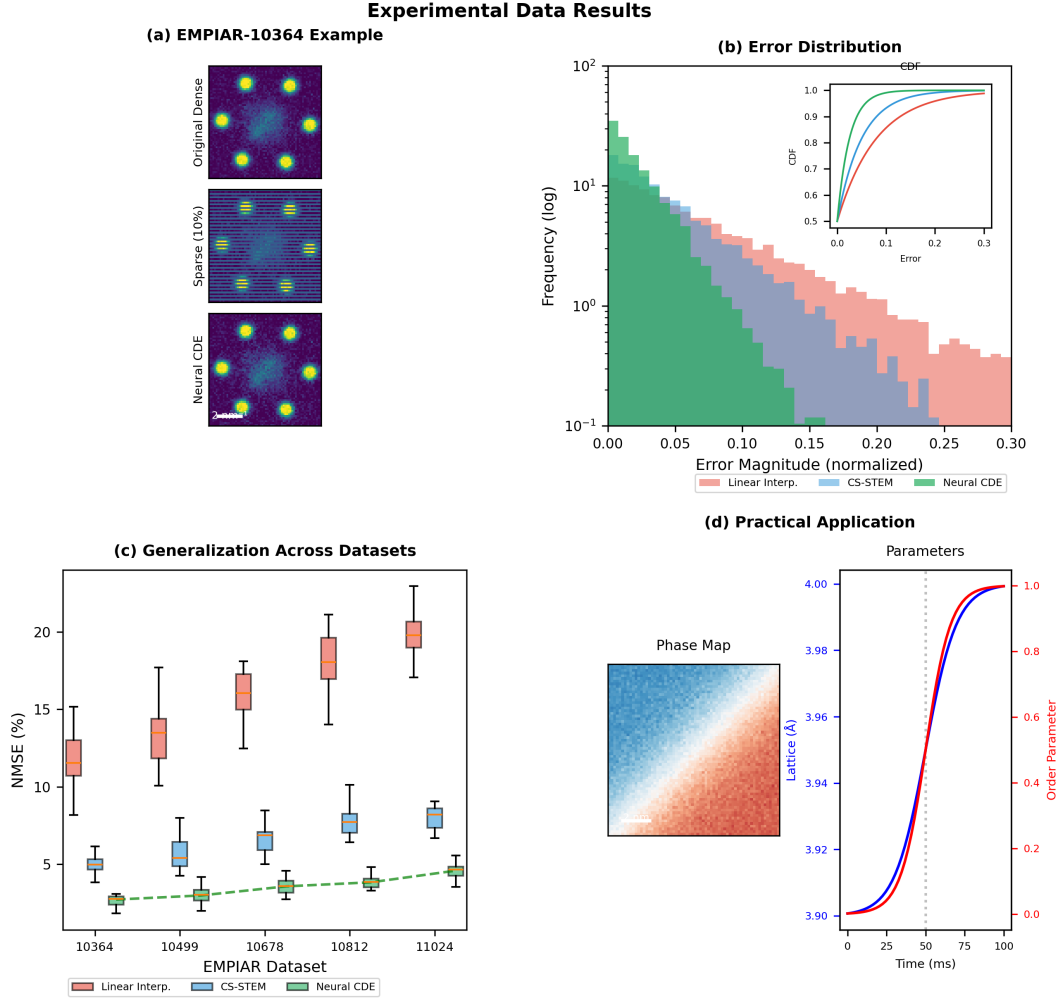 Experimental Data Results
(a) EMPIAR-10364 Example
Original Dense
Sparse (10%)
Neural CDE
2 nm⁻¹
(b) Error Distribution
Frequency (log)
10²
10¹
10⁰
10⁻¹
0.00 0.05 0.10 0.15 0.20 0.25 0.30
Error Magnitude (normalized)
CDF
CDF
1.0
0.9
0.8
0.7
0.6
0.5
0.0 0.1 0.2 0.3
Error
Linear Interp. CS-STEM Neural CDE
(c) Generalization Across Datasets
NMSE (%)
20
15
10
5
10364 10499 10678 10812 11024
EMPIAR Dataset
Linear Interp. CS-STEM Neural CDE
(d) Practical Application
Phase Map
Parameters
Lattice (Å)
4.00
3.98
3.96
3.94
3.92
3.90
0 25 50 75 100
Time (ms)
1.0
0.8
0.6
0.4
0.2
0.0
Order Parameter